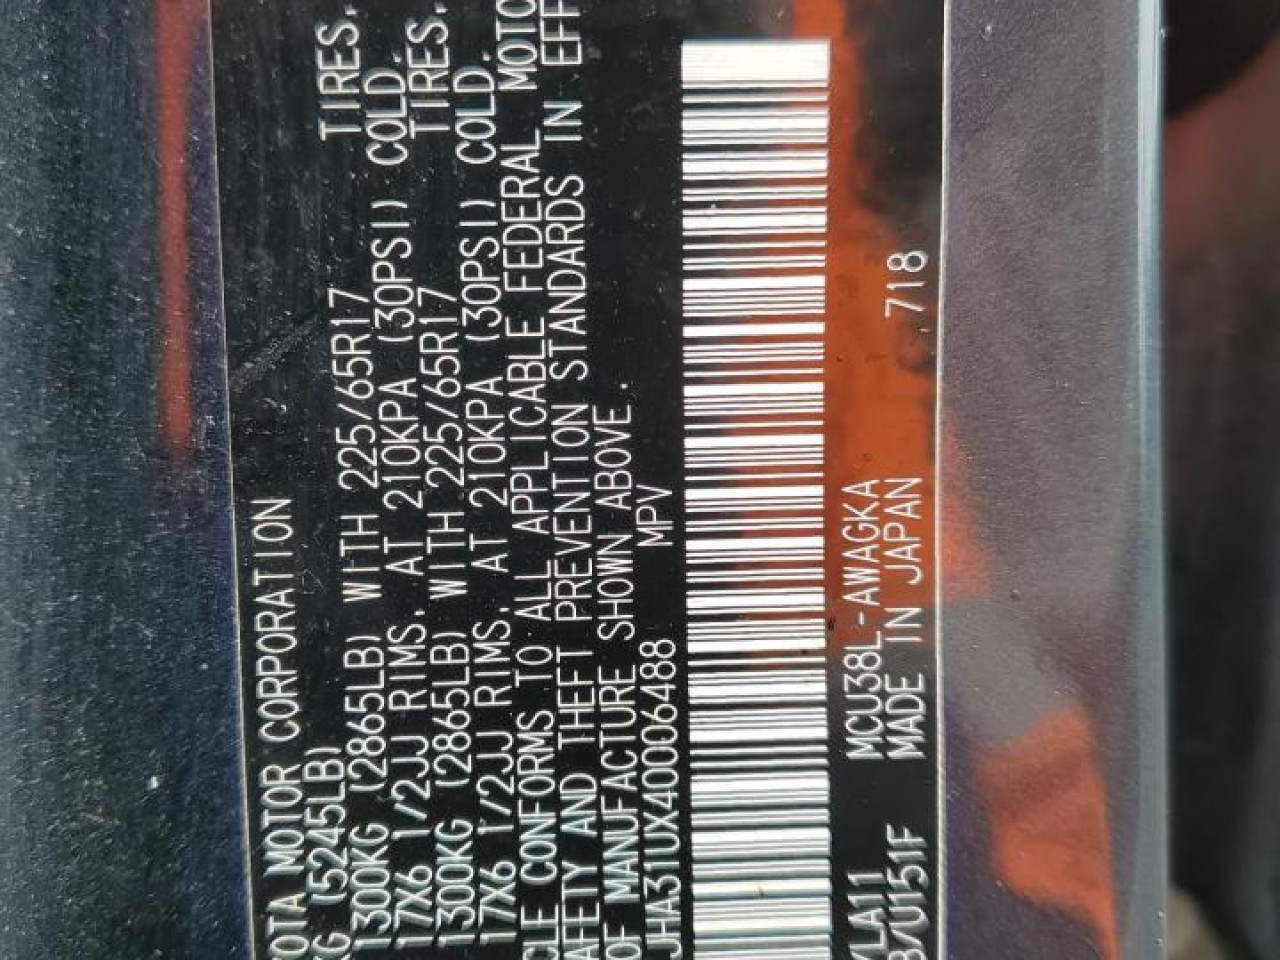 OTA MOTOR CORPORATION
KG (5245LB)
1300KG (2865LB) WITH 225/65R17 TIRES,
17X6 1/2JJ RIMS, AT 210KPA (30PSI) COLD.
1300KG (2865LB) WITH 225/65R17 TIRES,
17X6 1/2JJ RIMS, AT 210KPA (30PSI) COLD.
CLE CONFORMS TO ALL APPLICABLE FEDERAL MOTO
AFETY AND THEFT PREVENTION STANDARDS IN EFF
OF MANUFACTURE SHOWN ABOVE.
JHA31UX40006488 MPV
LA11 MCU38L-AWAGKA
/U151F MADE IN JAPAN 718